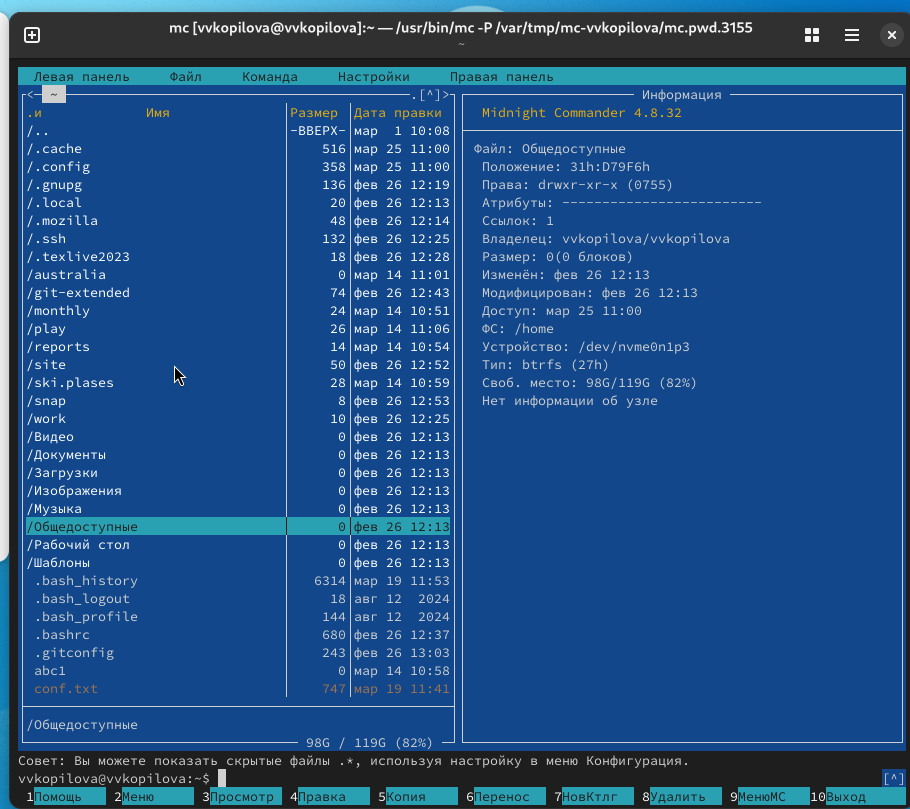 mc [vvkopilova@vvkopilova]:~ — /usr/bin/mc -P /var/tmp/mc-vvkopilova/mc.pwd.3155
~
Левая панель Файл Команда Настройки Правая панель
<─ ~ .[^]>
.и Имя Размер Дата правки
/.. -ВВЕРХ- мар 1 10:08
/.cache 516 мар 25 11:00
/.config 358 мар 25 11:00
/.gnupg 136 фев 26 12:19
/.local 20 фев 26 12:13
/.mozilla 48 фев 26 12:14
/.ssh 132 фев 26 12:25
/.texlive2023 18 фев 26 12:28
/australia 0 мар 14 11:01
/git-extended 74 фев 26 12:43
/monthly 24 мар 14 10:51
/play 26 мар 14 11:06
/reports 14 мар 14 10:54
/site 50 фев 26 12:52
/ski.plases 28 мар 14 10:59
/snap 8 фев 26 12:53
/work 10 фев 26 12:25
/Видео 0 фев 26 12:13
/Документы 0 фев 26 12:13
/Загрузки 0 фев 26 12:13
/Изображения 0 фев 26 12:13
/Музыка 0 фев 26 12:13
/Общедоступные 0 фев 26 12:13
/Рабочий стол 0 фев 26 12:13
/Шаблоны 0 фев 26 12:13
.bash_history 6314 мар 19 11:53
.bash_logout 18 авг 12 2024
.bash_profile 144 авг 12 2024
.bashrc 680 фев 26 12:37
.gitconfig 243 фев 26 13:03
abc1 0 мар 14 10:58
conf.txt 747 мар 19 11:41
/Общедоступные
98G / 119G (82%)
Информация
Midnight Commander 4.8.32
Файл: Общедоступные
Положение: 31h:D79F6h
Права: drwxr-xr-x (0755)
Атрибуты: -------------------------
Ссылок: 1
Владелец: vvkopilova/vvkopilova
Размер: 0(0 блоков)
Изменён: фев 26 12:13
Модифицирован: фев 26 12:13
Доступ: мар 25 11:00
ФС: /home
Устройство: /dev/nvme0n1p3
Тип: btrfs (27h)
Своб. место: 98G/119G (82%)
Нет информации об узле
Совет: Вы можете показать скрытые файлы .*, используя настройку в меню Конфигурация.
vvkopilova@vvkopilova:~$ [^]
1Помощь 2Меню 3Просмотр 4Правка 5Копия 6Перенос 7НовКтлг 8Удалить 9МенюМС 10Выход